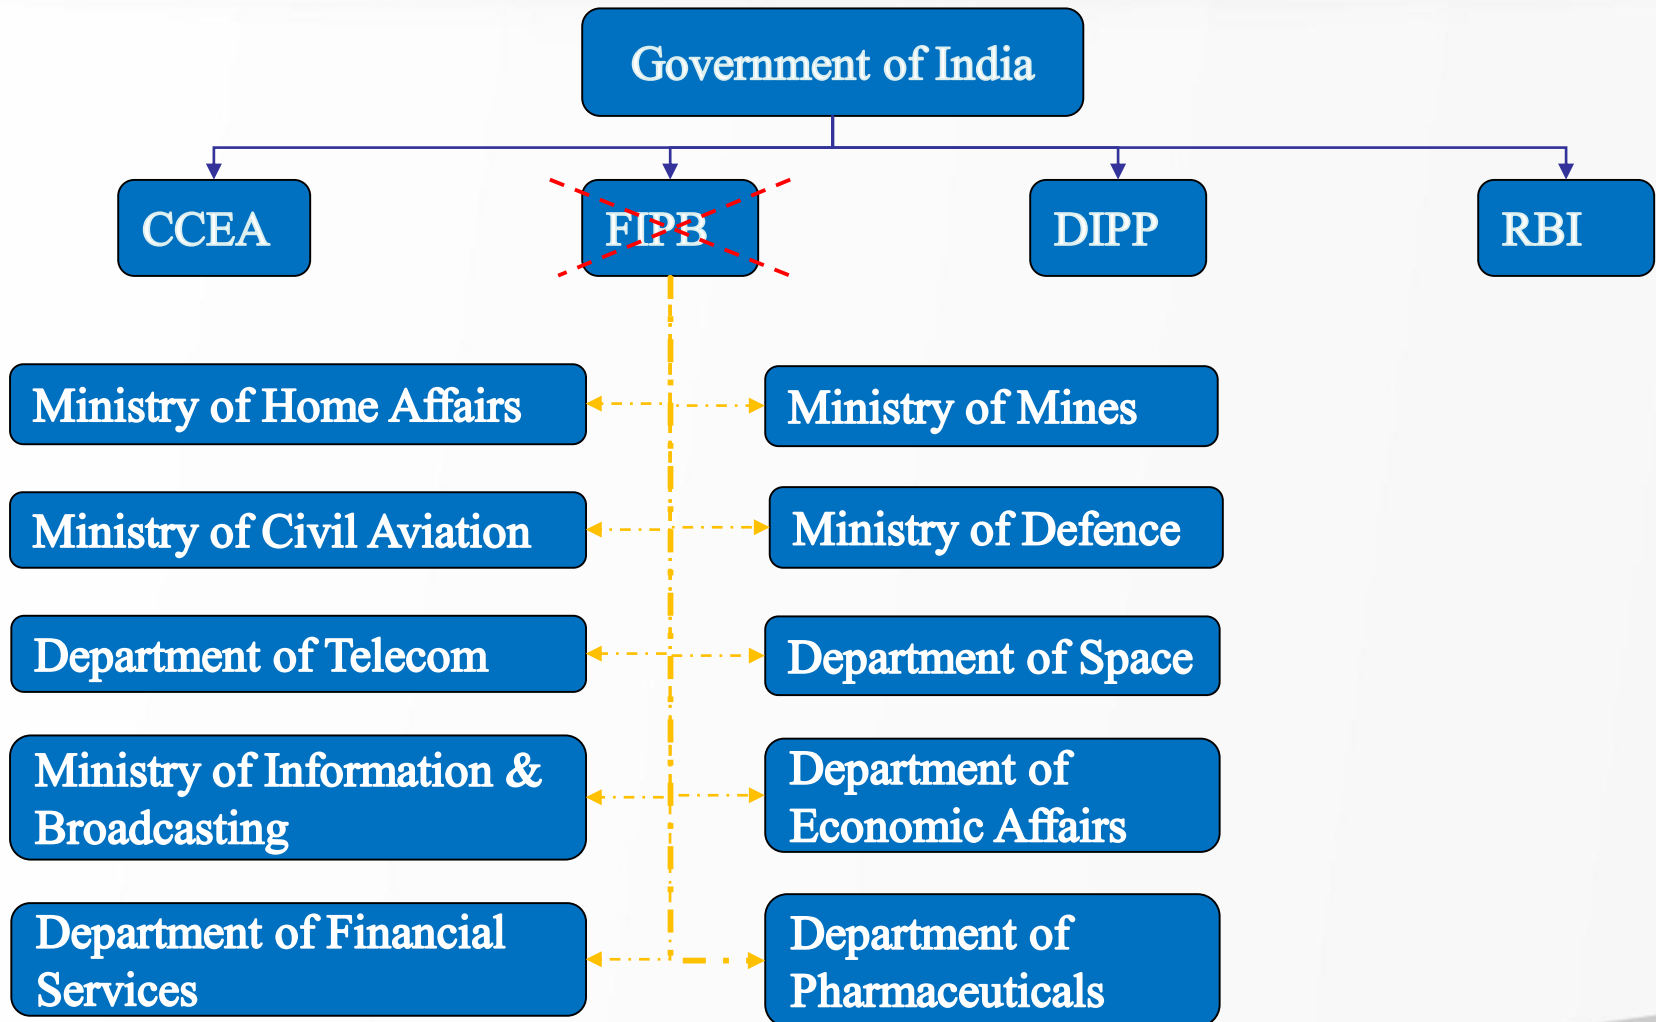 Government of India
CCEA
FIPB
DIPP
RBI
Ministry of Home Affairs
Ministry of Mines
Ministry of Civil Aviation
Ministry of Defence
Department of Telecom
Department of Space
Ministry of Information &
Broadcasting
Department of
Economic Affairs
Department of Financial
Services
Department of
Pharmaceuticals